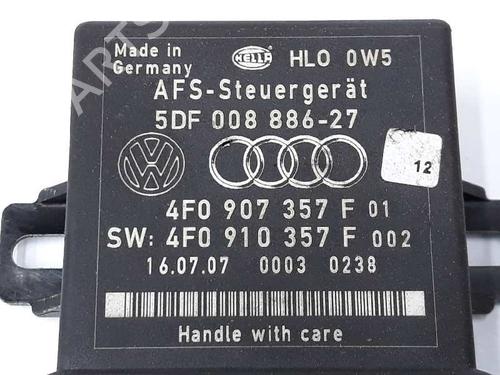 Made in
Germany
HELLA
HLO 0W5
AFS-Steuergerät
5DF 008 886-27
12
4F0 907 357 F 01
SW: 4F0 910 357 F 002
16.07.07 0003 0238
Handle with care
PARTS